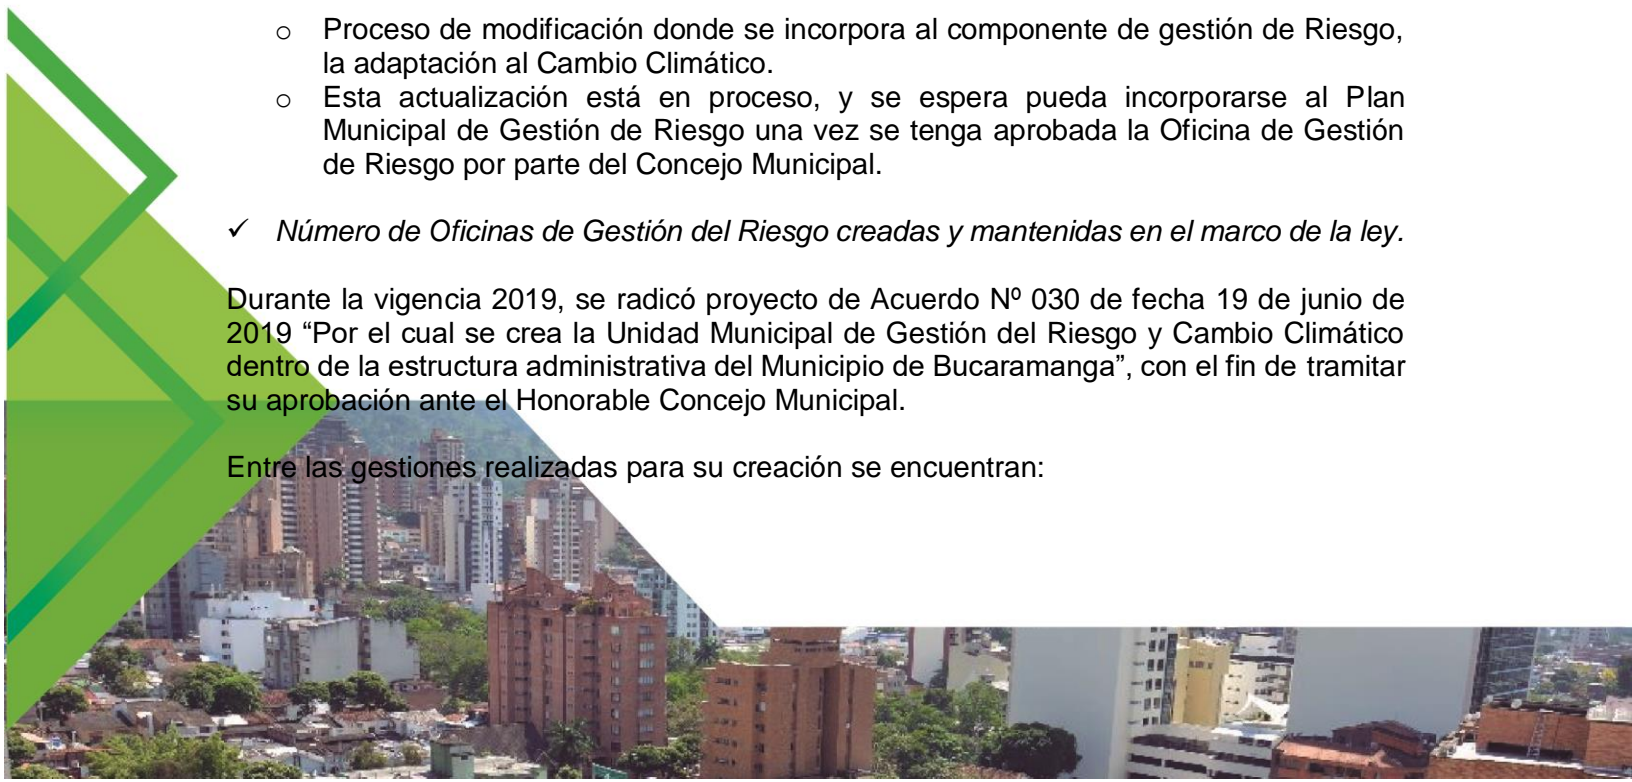 o Proceso de modificación donde se incorpora al componente de gestión de Riesgo,
la adaptación al Cambio Climático.
o Esta actualización está en proceso, y se espera pueda incorporarse al Plan
Municipal de Gestión de Riesgo una vez se tenga aprobada la Oficina de Gestión
de Riesgo por parte del Concejo Municipal.
✓ Número de Oficinas de Gestión del Riesgo creadas y mantenidas en el marco de la ley.
Durante la vigencia 2019, se radicó proyecto de Acuerdo Nº 030 de fecha 19 de junio de
2019 “Por el cual se crea la Unidad Municipal de Gestión del Riesgo y Cambio Climático
dentro de la estructura administrativa del Municipio de Bucaramanga”, con el fin de tramitar
su aprobación ante el Honorable Concejo Municipal.
Entre las gestiones realizadas para su creación se encuentran: